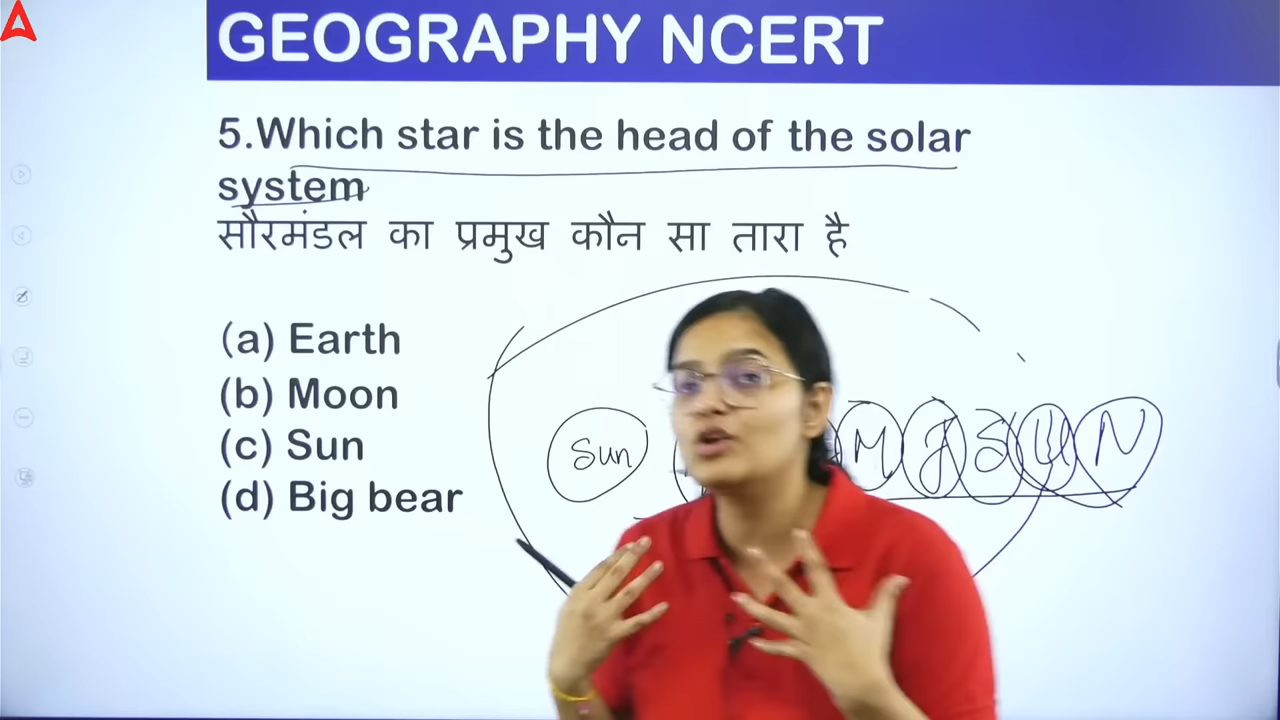 GEOGRAPHY NCERT
5.Which star is the head of the solar
system
सौरमंडल का प्रमुख कौन सा तारा है
(a) Earth
(b) Moon
(c) Sun
(d) Big bear
Sun M J S U N